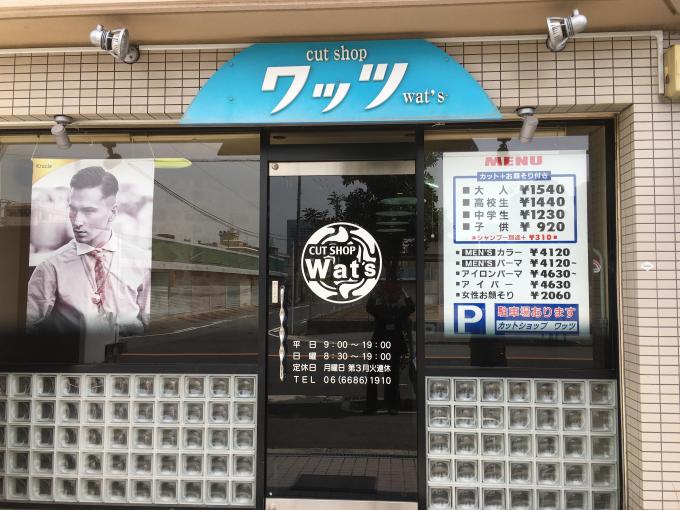 cut shop
ワッツ
wat's
Kracie
CUT SHOP
Wat's
平 日 9:00～19:00
日 曜 8:30～19:00
定休日 月曜日 第3月火連休
TEL 06(6686)1910
MENU
カット+お顔そり付き
■ 大 人 ¥1540
■ 高校生 ¥1440
■ 中学生 ¥1230
■ 子 供 ¥ 920
■シャンプー別途+¥310■
■ MEN'S カラー ¥4120
■ MEN'S パーマ ¥4120~
■ アイロンパーマ ¥4630~
■ ア イ パ ー ¥4630~
■ 女性お顔そり ¥2060
P 駐車場あります
カットショップ ワッツ